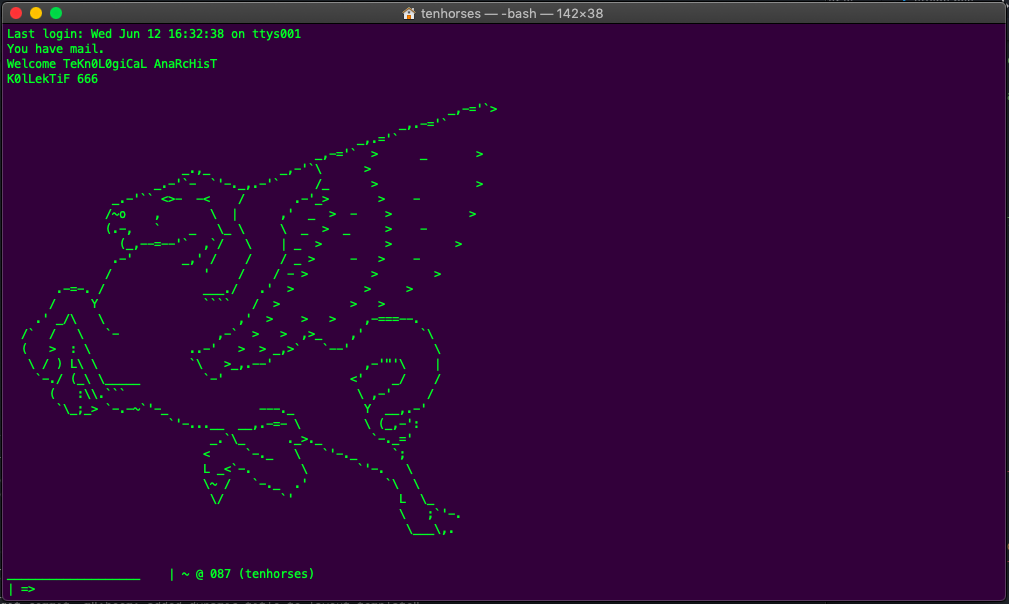 tenhorses — -bash — 142×38
Last login: Wed Jun 12 16:32:38 on ttys001
You have mail.
Welcome TeKn0L0giCaL AnaRcHisT
K0lLekTiF 666
___________________    | ~ @ 087 (tenhorses)
| =>